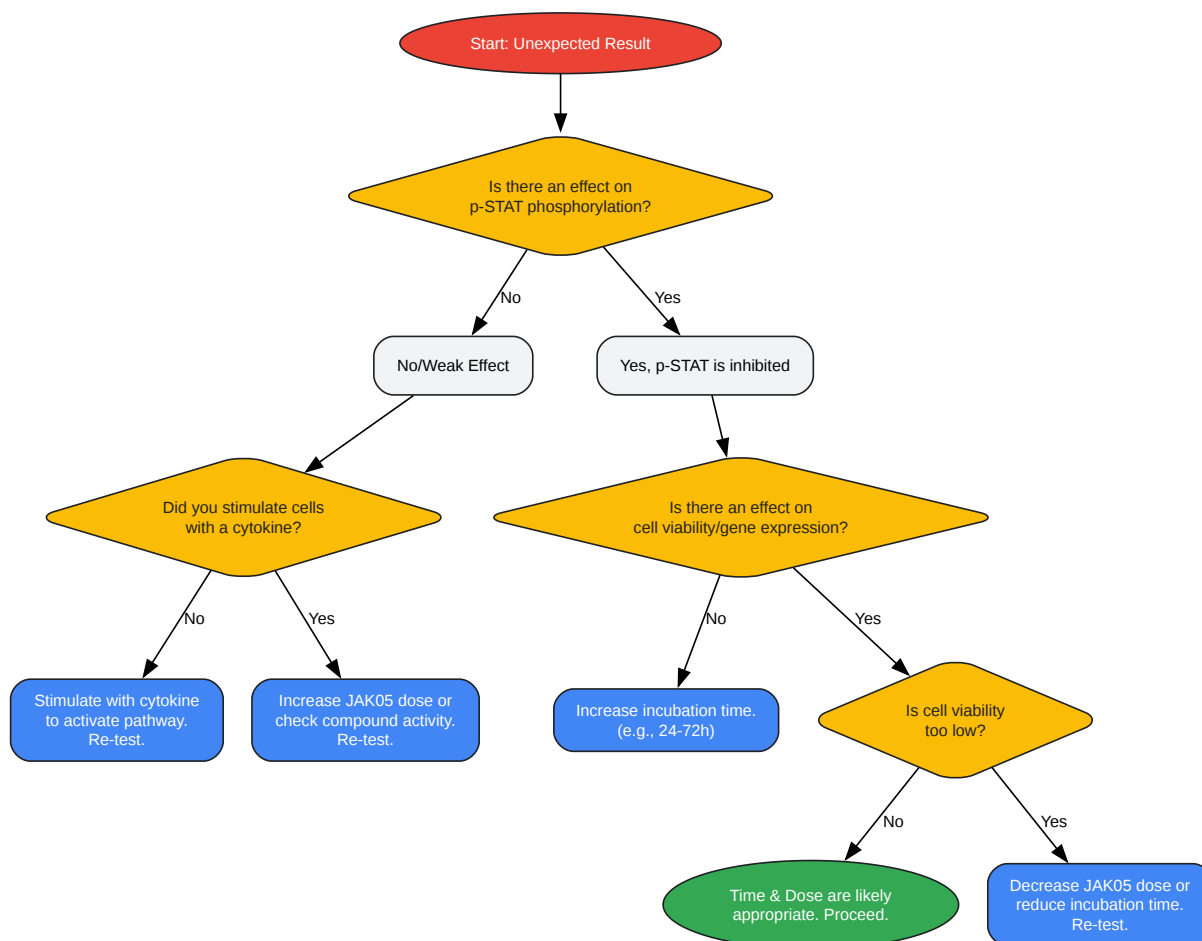 Start: Unexpected Result
Is there an effect on
p-STAT phosphorylation?
No
Yes
No/Weak Effect
Yes, p-STAT is inhibited
Did you stimulate cells
with a cytokine?
Is there an effect on
cell viability/gene expression?
No
Yes
No
Yes
Stimulate with cytokine
to activate pathway.
Re-test.
Increase JAK05 dose or
check compound activity.
Re-test.
Increase incubation time.
(e.g., 24-72h)
Is cell viability
too low?
No
Yes
Time & Dose are likely
appropriate. Proceed.
Decrease JAK05 dose or
reduce incubation time.
Re-test.